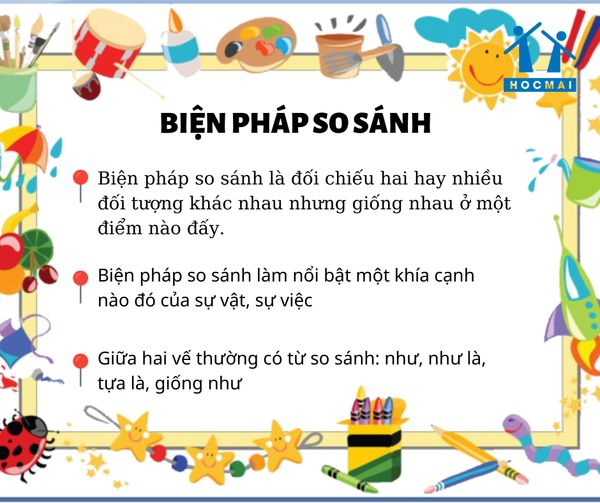 HOCMAI
BIỆN PHÁP SO SÁNH
Biện pháp so sánh là đối chiếu hai hay nhiều
đối tượng khác nhau nhưng giống nhau ở một
điểm nào đấy.
Biện pháp so sánh làm nổi bật một khía cạnh
nào đó của sự vật, sự việc
Giữa hai vế thường có từ so sánh: như, như là,
tựa là, giống như